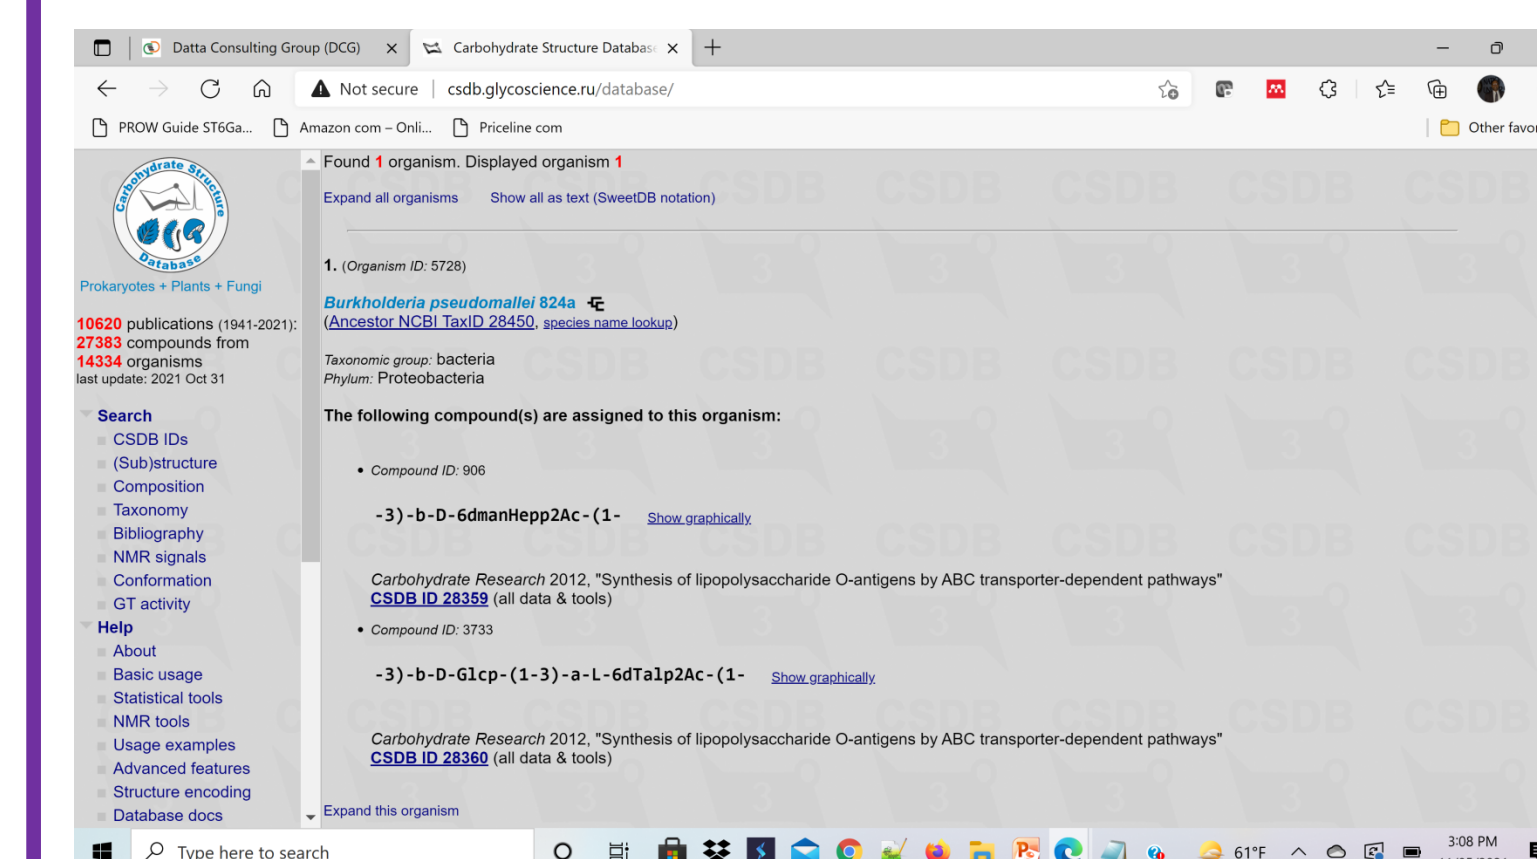 Datta Consulting Group (DCG)
Carbohydrate Structure Database
Not secure csdb.glycoscience.ru/database/
PROW Guide ST6Ga... Amazon com – Onli... Priceline com Other favor
Carbohydrate Structure Database
Prokaryotes + Plants + Fungi
10620 publications (1941-2021):
27383 compounds from
14334 organisms
last update: 2021 Oct 31
Search
CSDB IDs
(Sub)structure
Composition
Taxonomy
Bibliography
NMR signals
Conformation
GT activity
Help
About
Basic usage
Statistical tools
NMR tools
Usage examples
Advanced features
Structure encoding
Database docs
Found 1 organism. Displayed organism 1
Expand all organisms Show all as text (SweetDB notation)
1. (Organism ID: 5728)
Burkholderia pseudomallei 824a
(Ancestor NCBI TaxID 28450, species name lookup)
Taxonomic group: bacteria
Phylum: Proteobacteria
The following compound(s) are assigned to this organism:
• Compound ID: 906
-3)-b-D-6dmanHepp2Ac-(1- Show graphically
Carbohydrate Research 2012, "Synthesis of lipopolysaccharide O-antigens by ABC transporter-dependent pathways"
CSDB ID 28359 (all data & tools)
• Compound ID: 3733
-3)-b-D-Glcp-(1-3)-a-L-6dTalp2Ac-(1- Show graphically
Carbohydrate Research 2012, "Synthesis of lipopolysaccharide O-antigens by ABC transporter-dependent pathways"
CSDB ID 28360 (all data & tools)
Expand this organism
Type here to search
61°F
3:08 PM